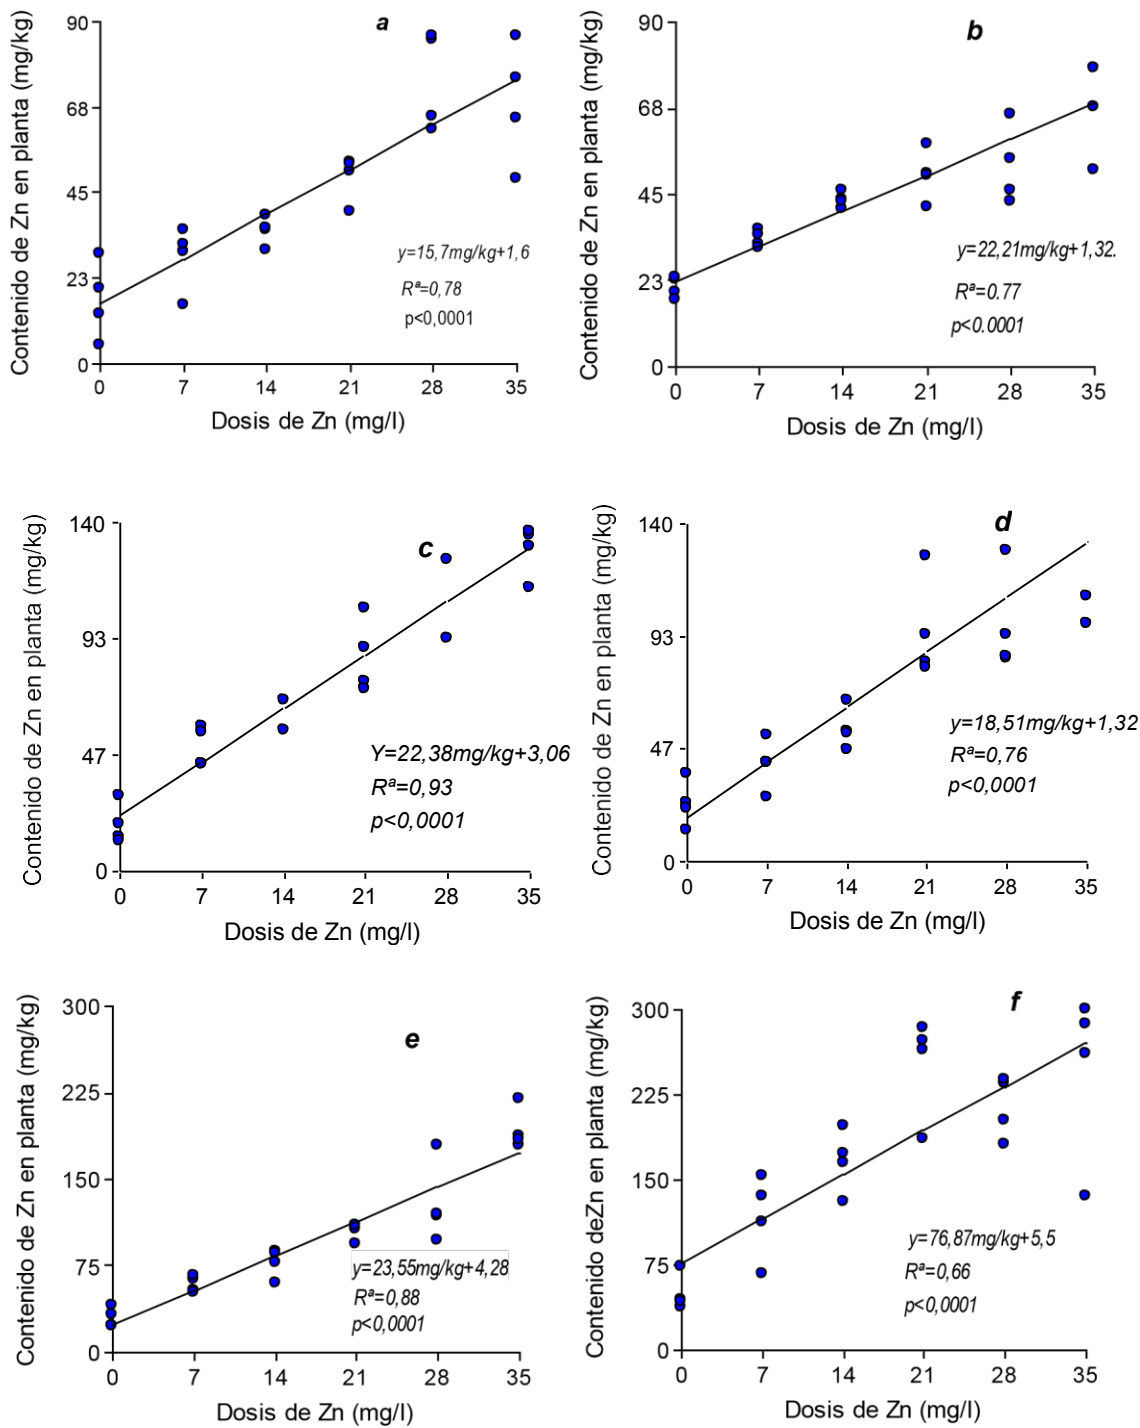 a
Contenido de Zn en planta (mg/kg)
90
68
45
23
0
y=15,7mg/kg+1,6
Rª=0,78
p<0,0001
0 7 14 21 28 35
Dosis de Zn (mg/l)
b
Contenido de Zn en planta (mg/kg)
90
68
45
23
0
y=22,21mg/kg+1,32.
Rª=0.77
p<0.0001
0 7 14 21 28 35
Dosis de Zn (mg/l)
c
Contenido de Zn en planta (mg/kg)
140
93
47
0
Y=22,38mg/kg+3,06
Rª=0,93
p<0,0001
0 7 14 21 28 35
Dosis de Zn (mg/l)
d
Contenido de Zn en planta (mg/kg)
140
93
47
0
y=18,51mg/kg+1,32
Rª=0,76
p<0,0001
0 7 14 21 28 35
Dosis de Zn (mg/l)
e
Contenido de Zn en planta (mg/kg)
300
225
150
75
0
y=23,55mg/kg+4,28
Rª=0,88
p<0,0001
0 7 14 21 28 35
Dosis de Zn (mg/l)
f
Contenido deZn en planta (mg/kg)
300
225
150
75
0
y=76,87mg/kg+5,5
Rª=0,66
p<0,0001
0 7 14 21 28 35
Dosis de Zn (mg/l)